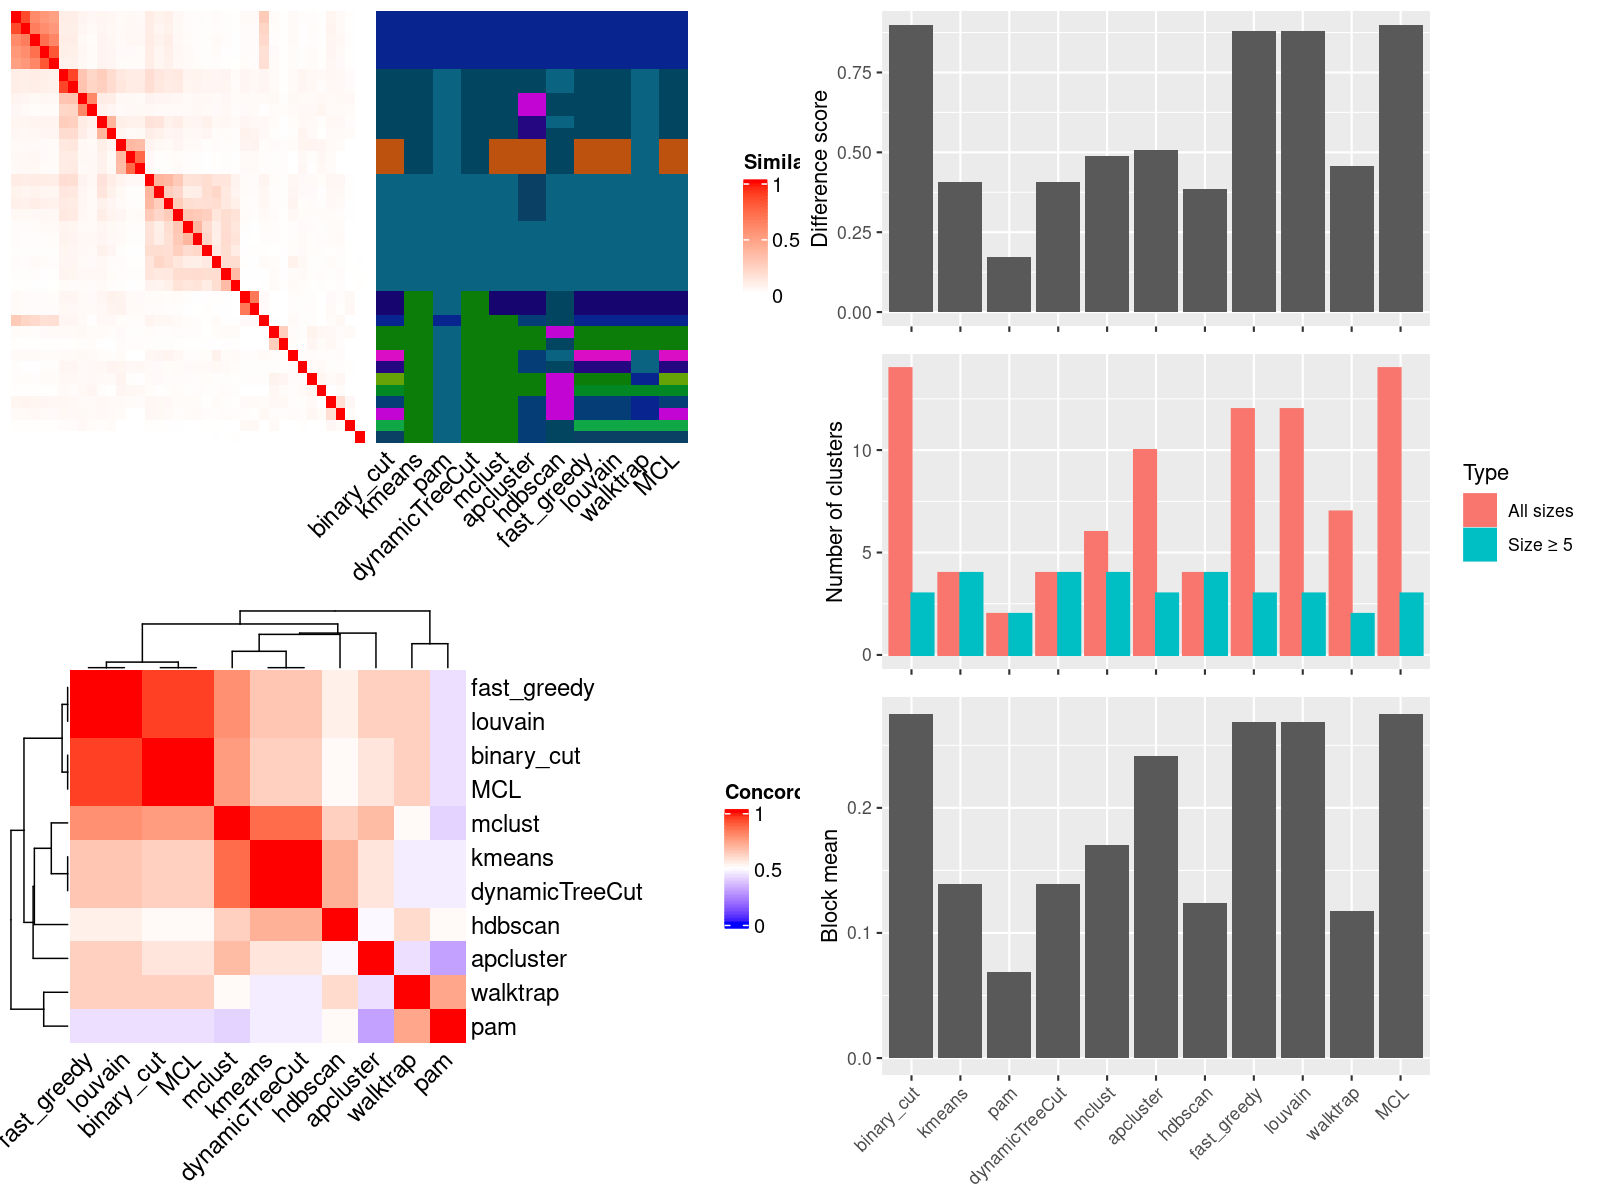 Simila
1
0.5
0
binary_cut
kmeans
pam
dynamicTreeCut
mclust
apcluster
hdbscan
fast_greedy
louvain
walktrap
MCL
Difference score
0.75
0.50
0.25
0.00
Number of clusters
10
5
0
Type
All sizes
Size ≥ 5
fast_greedy
louvain
binary_cut
MCL
mclust
kmeans
dynamicTreeCut
hdbscan
apcluster
walktrap
pam
Concord
1
0.5
0
fast_greedy
louvain
binary_cut
MCL
mclust
kmeans
dynamicTreeCut
hdbscan
apcluster
walktrap
pam
Block mean
0.2
0.1
0.0
binary_cut
kmeans
pam
dynamicTreeCut
mclust
apcluster
hdbscan
fast_greedy
louvain
walktrap
MCL